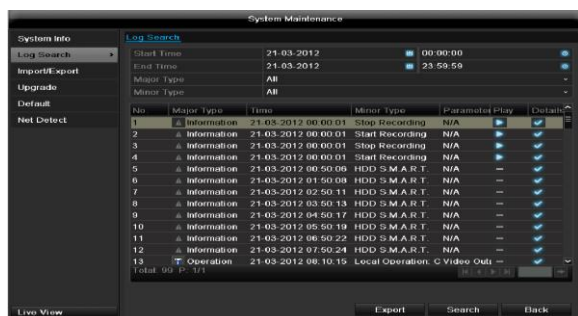 System Maintenance
System Info
Log Search
Import/Export
Upgrade
Default
Net Detect
Live View
Log Search
Start Time 21-03-2012 00:00:00
End Time 21-03-2012 23:59:59
Major Type All
Minor Type All
No. Major Type Time Minor Type Parameter Play Details
1 Information 21-03-2012 00:00:01 Stop Recording N/A
2 Information 21-03-2012 00:00:01 Start Recording N/A
3 Information 21-03-2012 00:00:01 Stop Recording N/A
4 Information 21-03-2012 00:00:01 Start Recording N/A
5 Information 21-03-2012 00:50:06 HDD S.M.A.R.T. N/A —
6 Information 21-03-2012 01:50:08 HDD S.M.A.R.T. N/A —
7 Information 21-03-2012 02:50:11 HDD S.M.A.R.T. N/A —
8 Information 21-03-2012 03:50:13 HDD S.M.A.R.T. N/A —
9 Information 21-03-2012 04:50:17 HDD S.M.A.R.T. N/A —
10 Information 21-03-2012 05:50:19 HDD S.M.A.R.T. N/A —
11 Information 21-03-2012 06:50:22 HDD S.M.A.R.T. N/A —
12 Information 21-03-2012 07:50:24 HDD S.M.A.R.T. N/A —
13 T Operation 21-03-2012 08:10:15 Local Operation: C Video Outp —
Total: 99 P: 1/1
Export Search Back